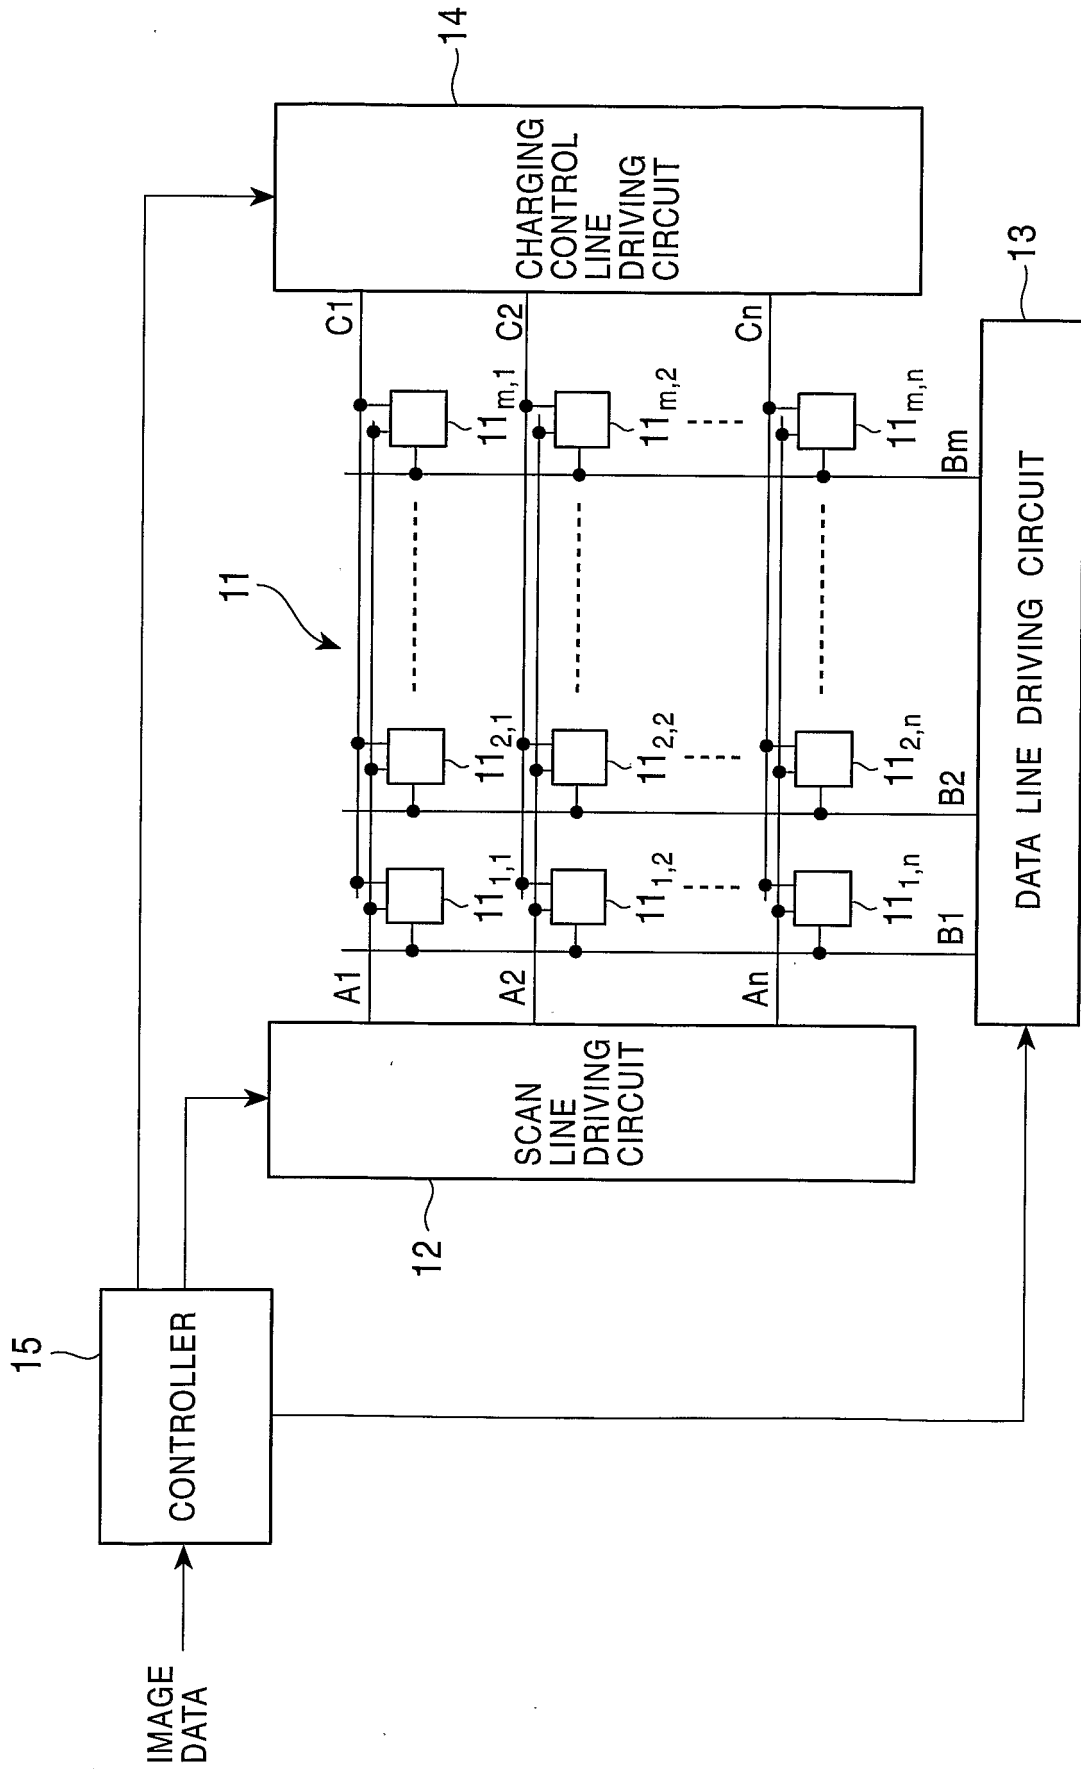 IMAGE
DATA
15
CONTROLLER
12
SCAN
LINE
DRIVING
CIRCUIT
11
14
CHARGING
CONTROL
LINE
DRIVING
CIRCUIT
A1
C1
111,1
112,1
11m,1
A2
C2
111,2
112,2
11m,2
An
Cn
111,n
112,n
11m,n
B1
B2
Bm
13
DATA LINE DRIVING CIRCUIT